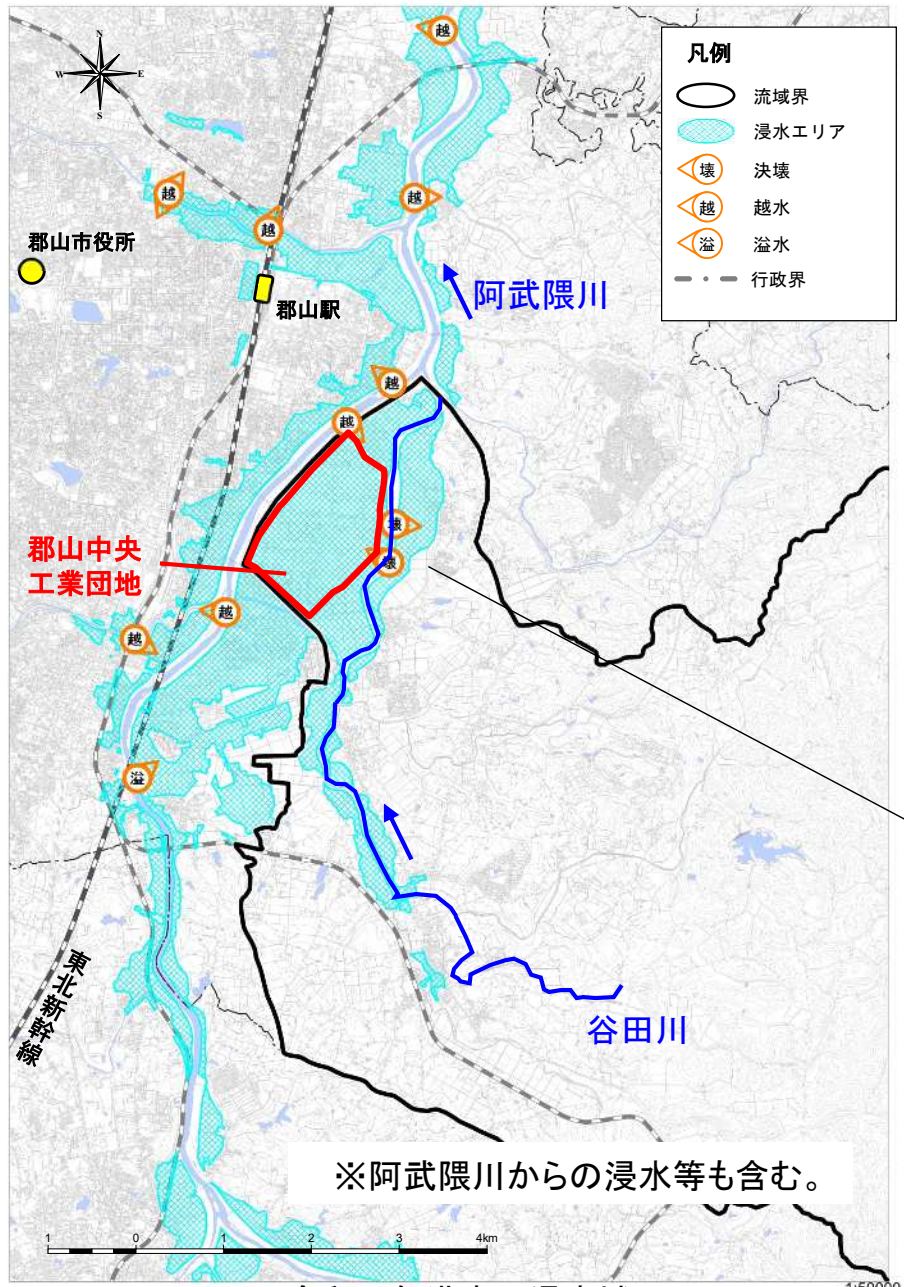 N
W
E
S
凡例
流域界
浸水エリア
壊 決壊
越 越水
溢 溢水
行政界
越
越
越
越
郡山市役所
郡山駅
阿武隈川
越
越
壊
壊
郡山中央
工業団地
越
越
溢
東北新幹線
谷田川
※阿武隈川からの浸水等も含む。
1 0 1 2 3 4km